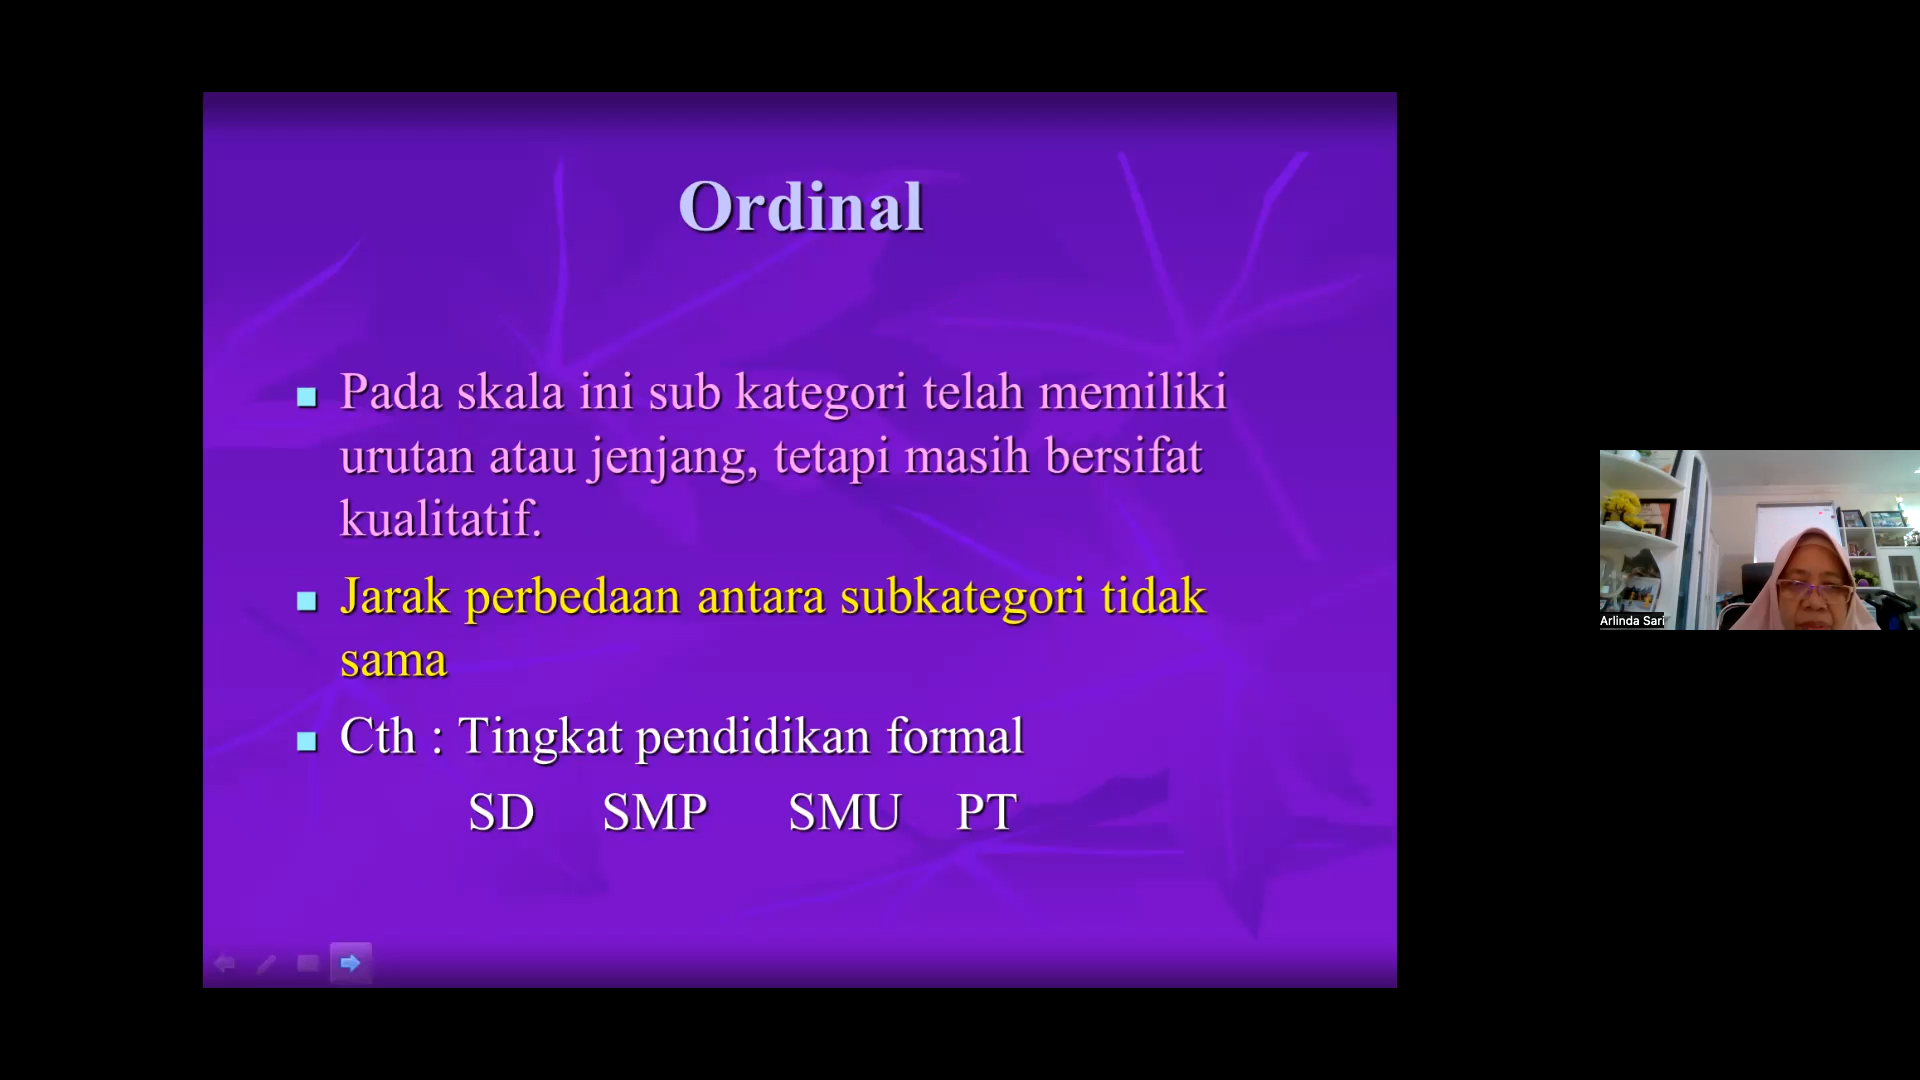 Ordinal
Pada skala ini sub kategori telah memiliki
urutan atau jenjang, tetapi masih bersifat
kualitatif.
Jarak perbedaan antara subkategori tidak
sama
Cth : Tingkat pendidikan formal
SD SMP SMU PT
Arlinda Sari